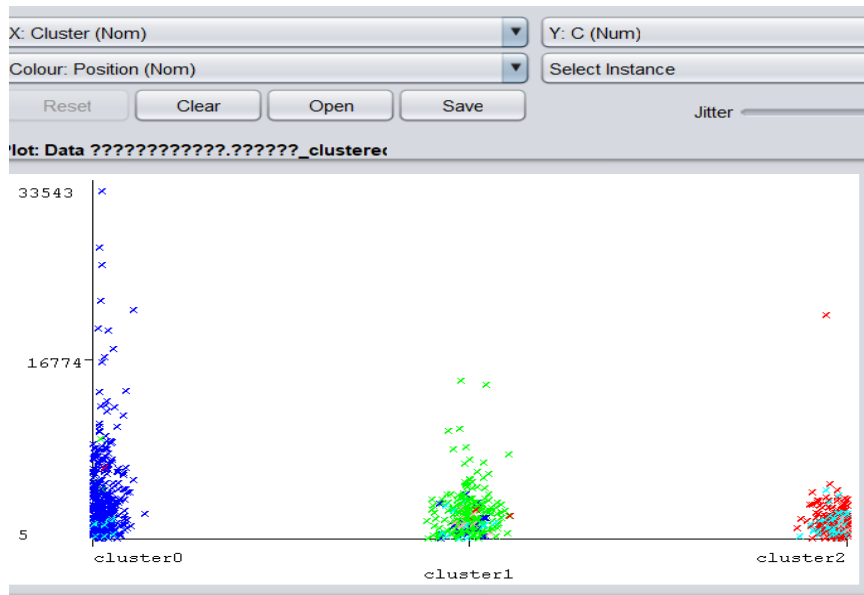 X: Cluster (Nom) Y: C (Num)
Colour: Position (Nom) Select Instance
Reset Clear Open Save Jitter
Plot: Data ????????????.??????_clustered
33543
16774
5
cluster0 cluster1 cluster2